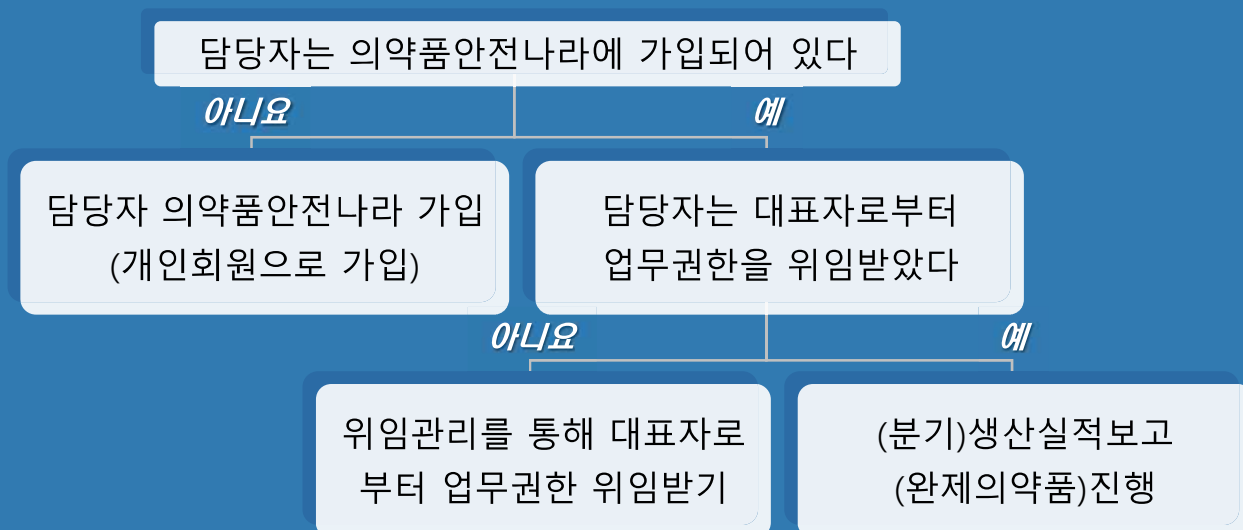 담당자는 의약품안전나라에 가입되어 있다
아니요
예
담당자 의약품안전나라 가입
(개인회원으로 가입)
담당자는 대표자로부터
업무권한을 위임받았다
아니요
예
위임관리를 통해 대표자로
부터 업무권한 위임받기
(분기)생산실적보고
(완제의약품)진행